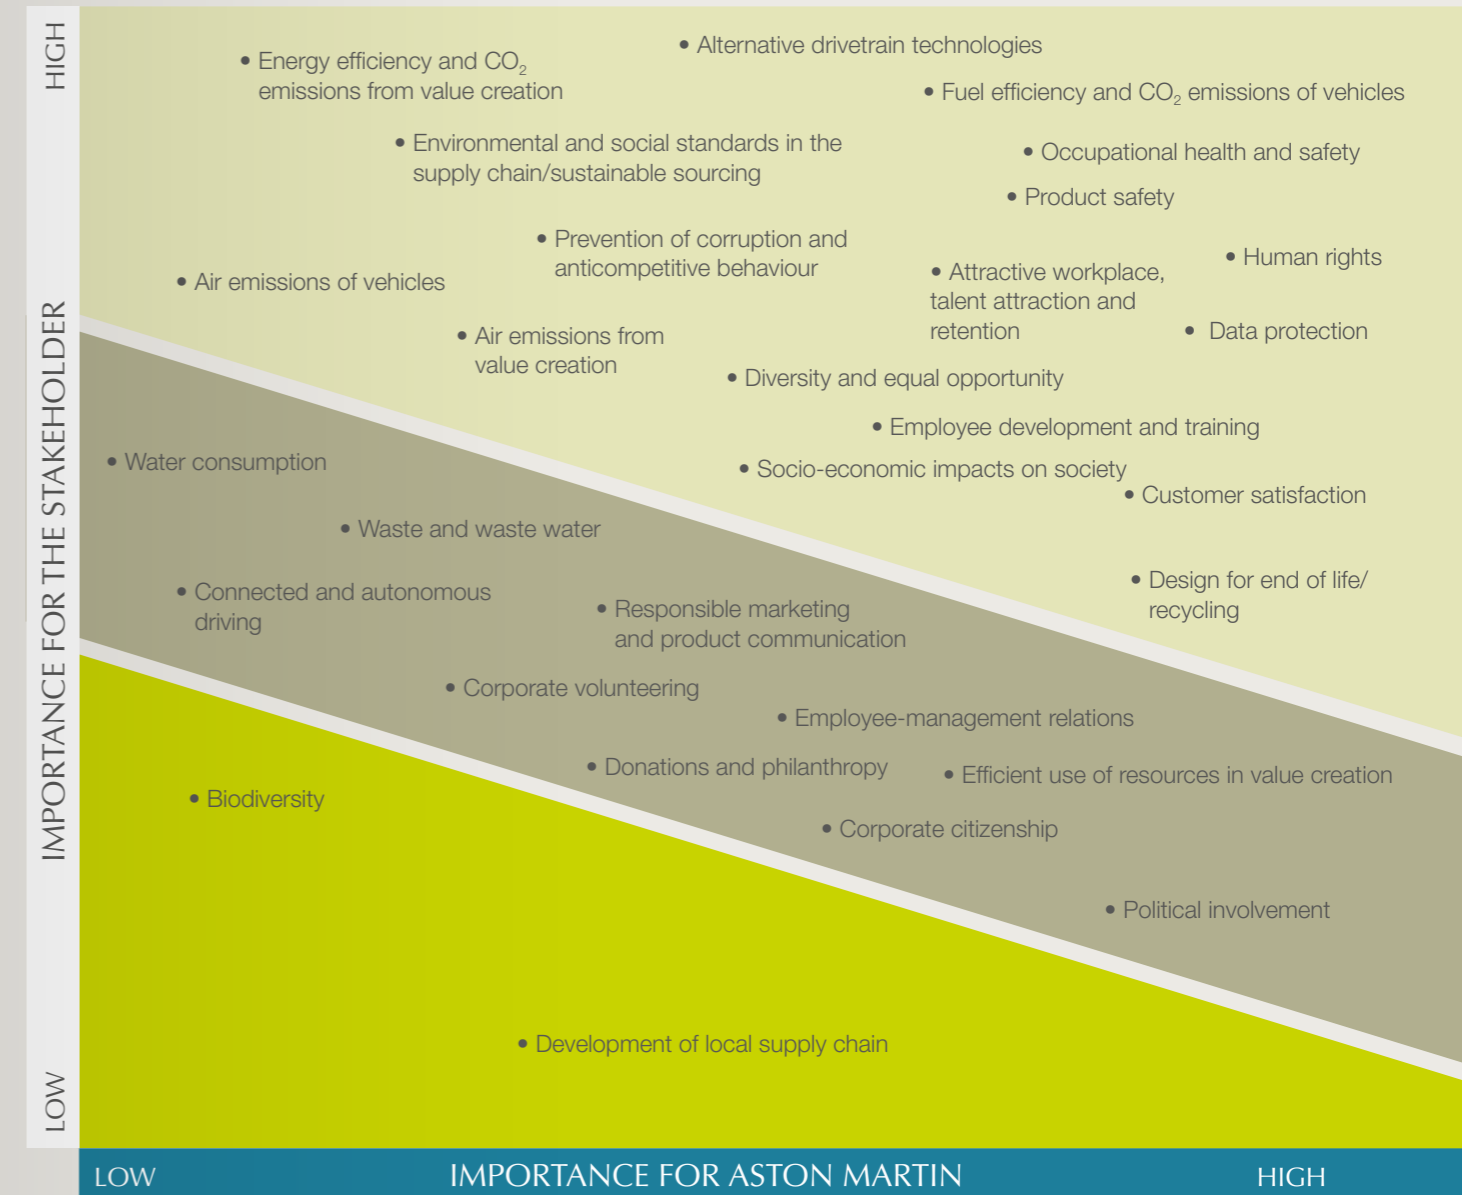 HIGH
IMPORTANCE FOR THE STAKEHOLDER
LOW
• Alternative drivetrain technologies
• Energy efficiency and CO₂
emissions from value creation
• Fuel efficiency and CO₂ emissions of vehicles
• Environmental and social standards in the
supply chain/sustainable sourcing
• Occupational health and safety
• Product safety
• Prevention of corruption and
anticompetitive behaviour
• Human rights
• Air emissions of vehicles
• Attractive workplace,
talent attraction and
retention
• Air emissions from
value creation
• Data protection
• Diversity and equal opportunity
• Employee development and training
• Water consumption
• Socio-economic impacts on society
• Customer satisfaction
• Waste and waste water
• Connected and autonomous
driving
• Design for end of life/
recycling
• Responsible marketing
and product communication
• Corporate volunteering
• Employee-management relations
• Donations and philanthropy
• Efficient use of resources in value creation
• Biodiversity
• Corporate citizenship
• Political involvement
• Development of local supply chain
LOW
IMPORTANCE FOR ASTON MARTIN
HIGH